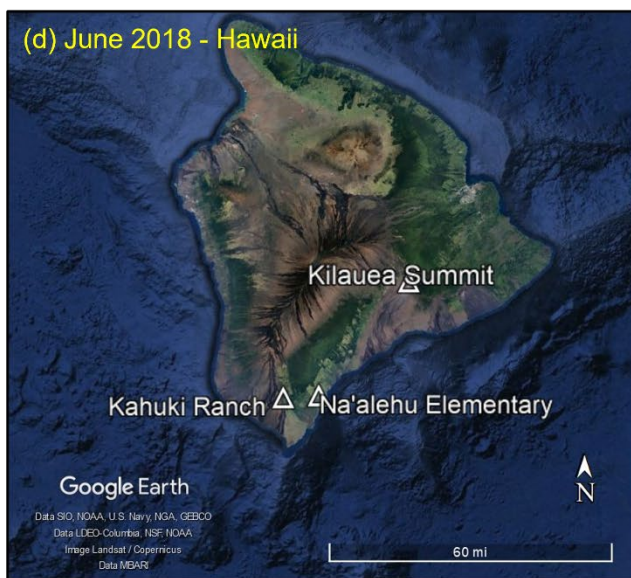 (d) June 2018 - Hawaii
Kilauea Summit
Kahuki Ranch
Na'alehu Elementary
Google Earth
N
Data SIO, NOAA, U.S. Navy, NGA, GEBCO
Data LDEO-Columbia, NSF, NOAA
Image Landsat / Copernicus
Data MBARI
60 mi